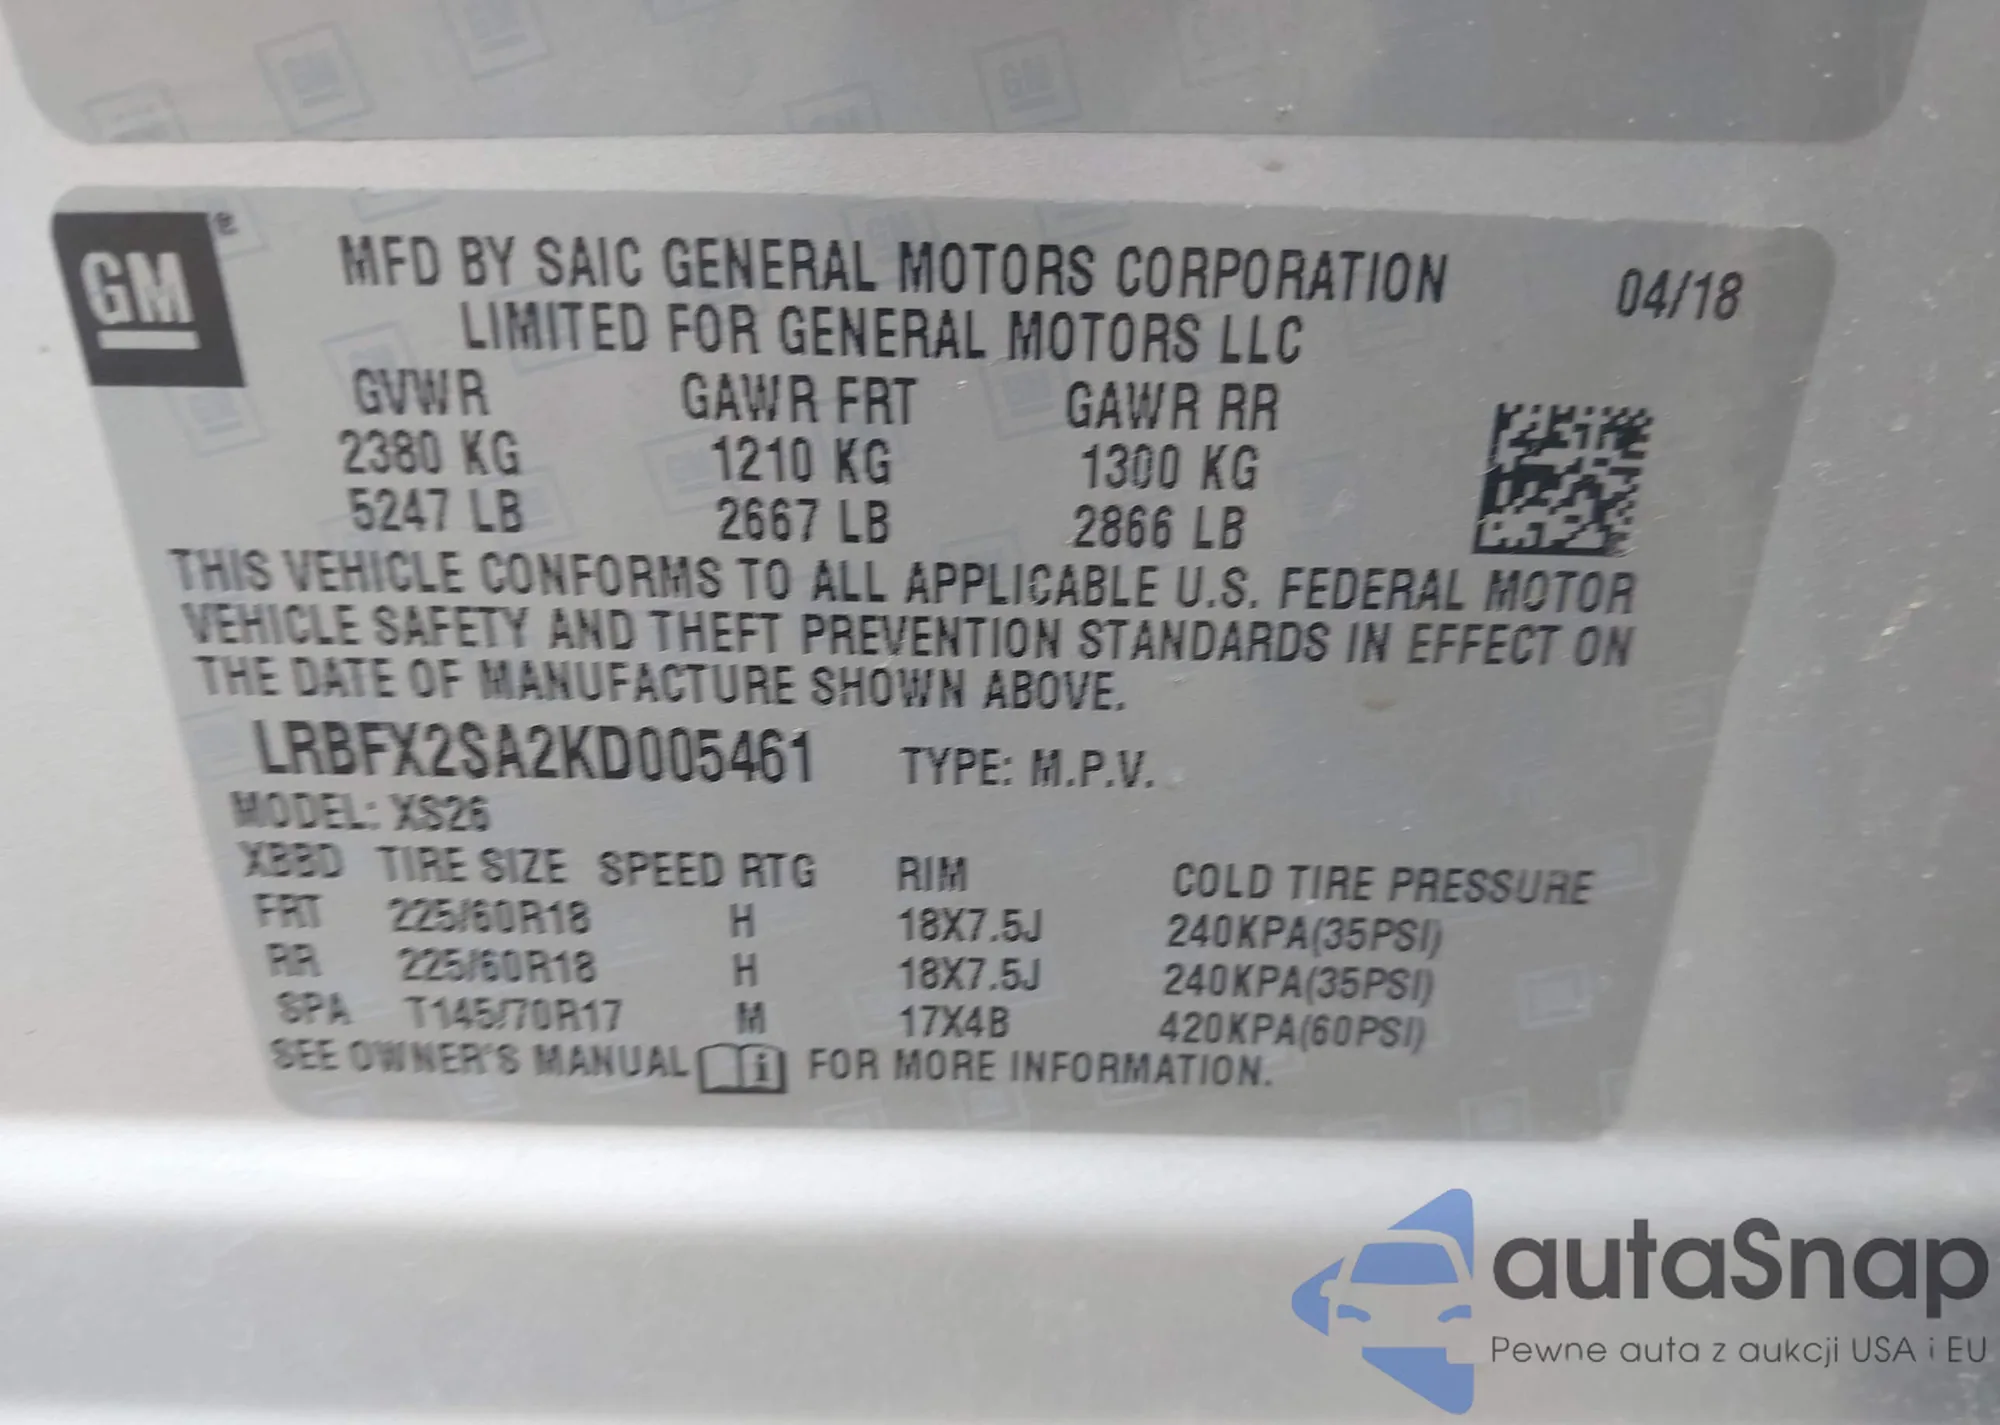 GM
MFD BY SAIC GENERAL MOTORS CORPORATION
04/18
LIMITED FOR GENERAL MOTORS LLC
GVWR GAWR FRT GAWR RR
2380 KG 1210 KG 1300 KG
5247 LB 2667 LB 2866 LB
THIS VEHICLE CONFORMS TO ALL APPLICABLE U.S. FEDERAL MOTOR
VEHICLE SAFETY AND THEFT PREVENTION STANDARDS IN EFFECT ON
THE DATE OF MANUFACTURE SHOWN ABOVE.
LRBFX2SA2KD005461 TYPE: M.P.V.
MODEL: XS26
XBBD TIRE SIZE SPEED RTG RIM COLD TIRE PRESSURE
FRT 225/60R18 H 18X7.5J 240KPA(35PSI)
RR 225/60R18 H 18X7.5J 240KPA(35PSI)
SPA T145/70R17 M 17X4B 420KPA(60PSI)
SEE OWNER'S MANUAL i FOR MORE INFORMATION.
autaSnap
Pewne auta z aukcji USA i EU